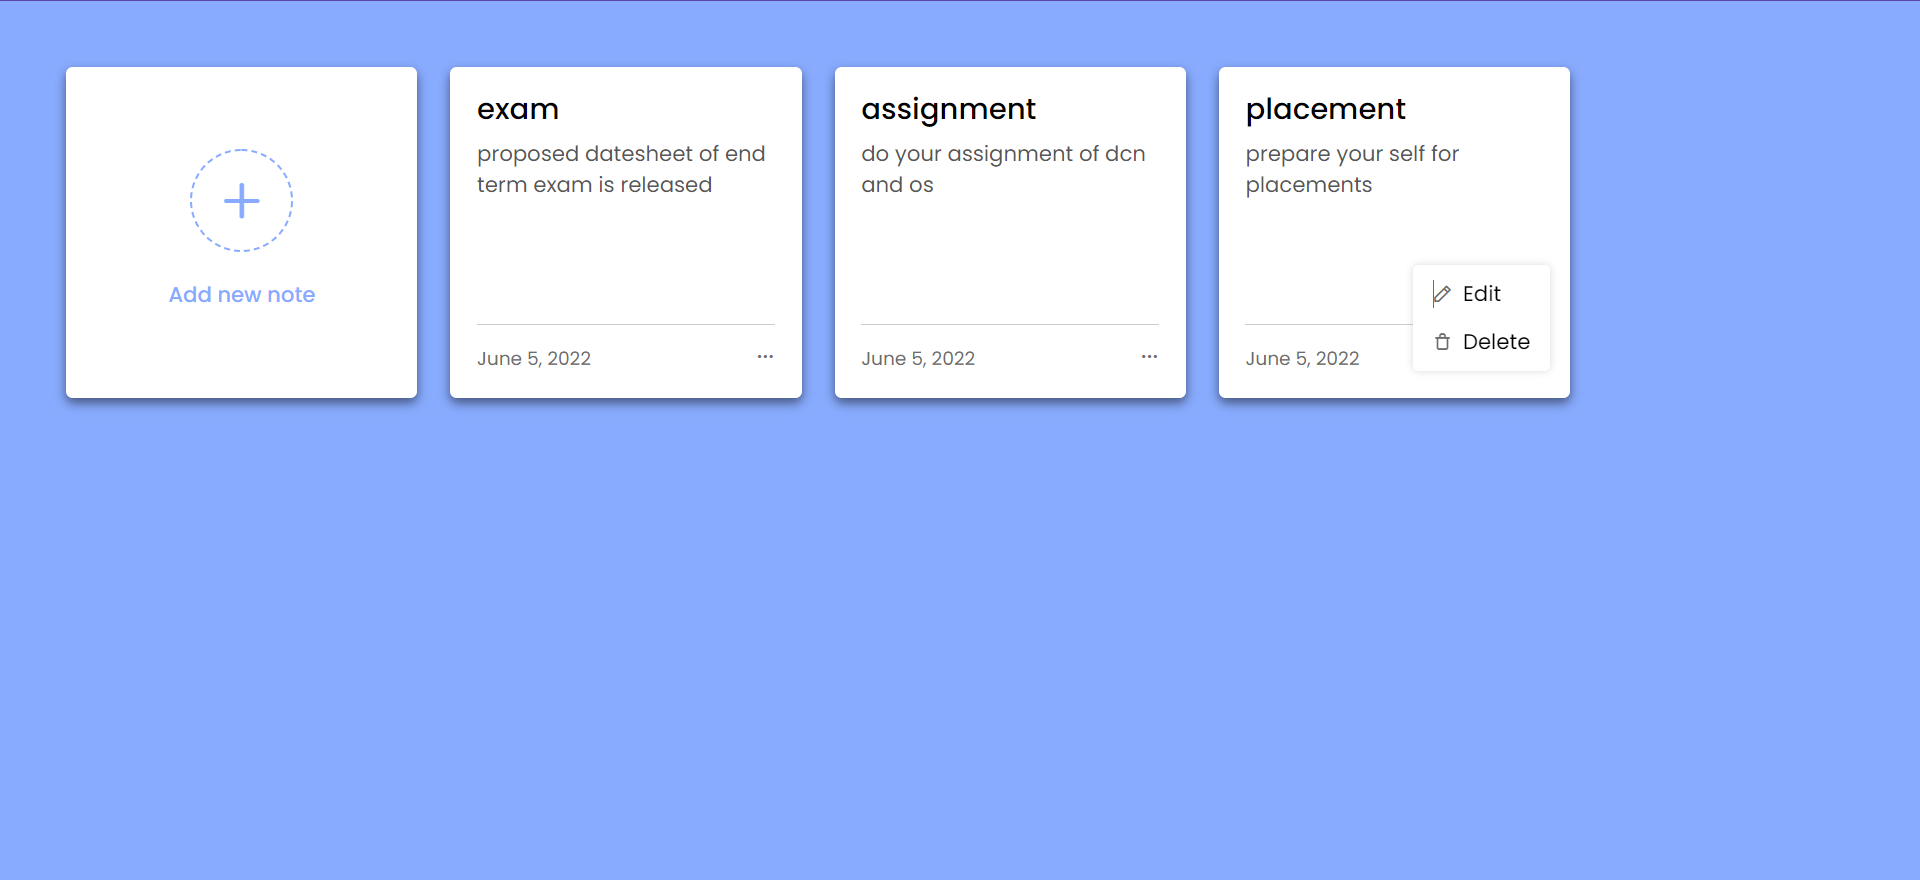 Add new note
exam
proposed datesheet of end
term exam is released
June 5, 2022
assignment
do your assignment of dcn
and os
June 5, 2022
placement
prepare your self for
placements
Edit
Delete
June 5, 2022